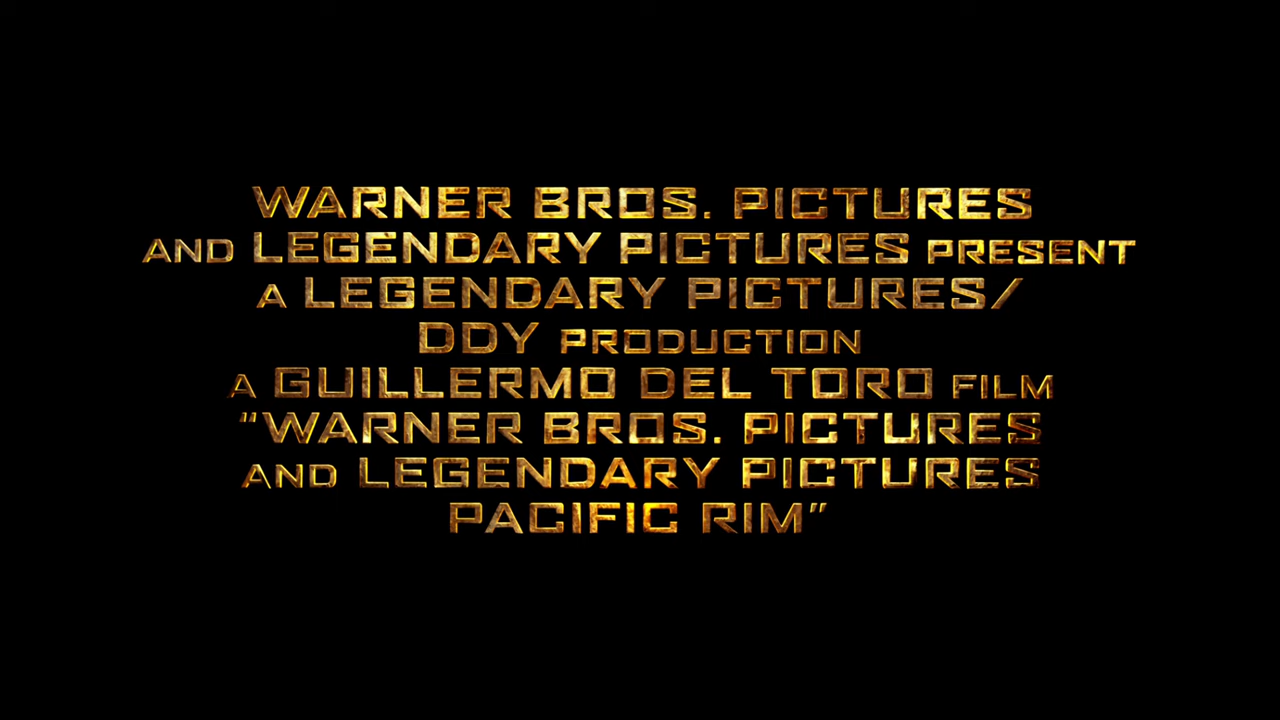 WARNER BROS. PICTURES
AND LEGENDARY PICTURES PRESENT
A LEGENDARY PICTURES/
DDY PRODUCTION
A GUILLERMO DEL TORO FILM
"WARNER BROS. PICTURES
AND LEGENDARY PICTURES
PACIFIC RIM"